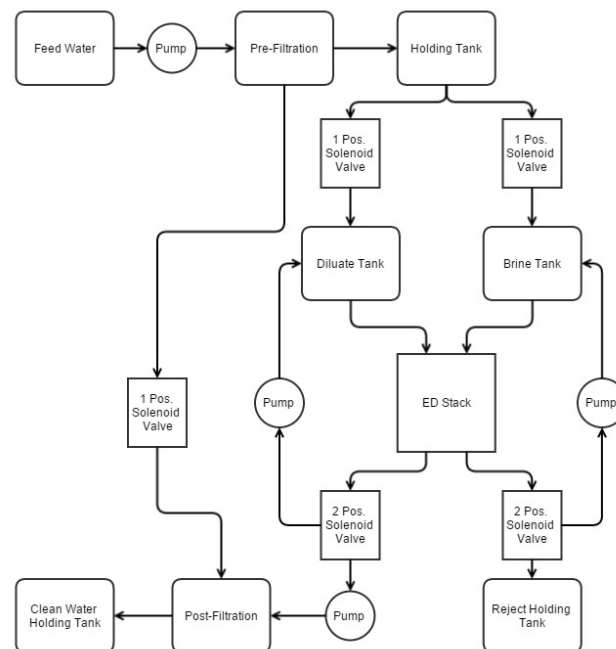 Feed Water
Pump
Pre-Filtration
Holding Tank
1 Pos.
Solenoid
Valve
1 Pos.
Solenoid
Valve
Diluate Tank
Brine Tank
1 Pos.
Solenoid
Valve
Pump
ED Stack
Pump
2 Pos.
Solenoid
Valve
2 Pos.
Solenoid
Valve
Clean Water
Holding Tank
Post-Filtration
Pump
Reject Holding
Tank